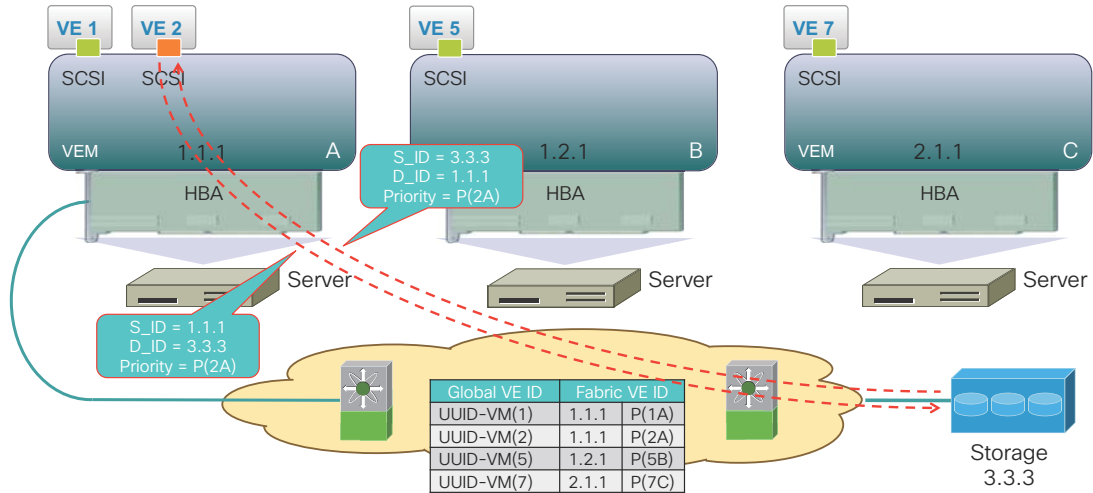 VE 1
VE 2
VE 5
VE 7
SCSI
SCSI
SCSI
SCSI
VEM
1.1.1
A
1.2.1
B
VEM
2.1.1
C
S_ID = 3.3.3
D_ID = 1.1.1
Priority = P(2A)
HBA
HBA
HBA
Server
Server
Server
S_ID = 1.1.1
D_ID = 3.3.3
Priority = P(2A)
Global VE ID Fabric VE ID
UUID-VM(1) 1.1.1 P(1A)
UUID-VM(2) 1.1.1 P(2A)
UUID-VM(5) 1.2.1 P(5B)
UUID-VM(7) 2.1.1 P(7C)
Storage
3.3.3